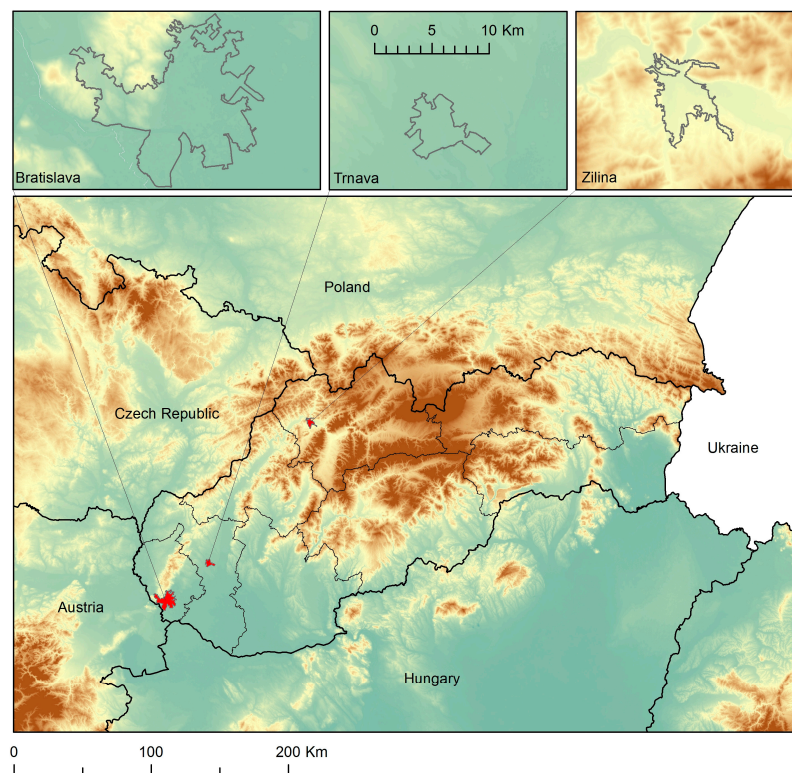 0 5 10 Km
Bratislava
Trnava
Zilina
Poland
Czech Republic
Ukraine
Austria
Hungary
0 100 200 Km